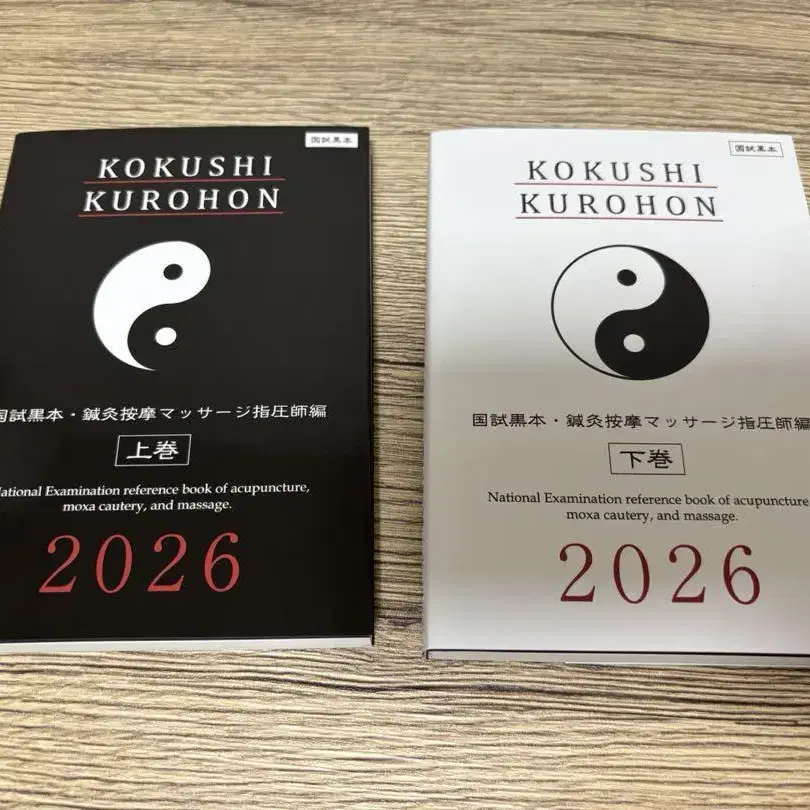 国試黒本
KOKUSHI
KUROHON
国試黒本・鍼灸按摩マッサージ指圧師編
上巻
National Examination reference book of acupuncture,
moxa cautery, and massage.
2026
国試黒本
KOKUSHI
KUROHON
国試黒本・鍼灸按摩マッサージ指圧師編
下巻
National Examination reference book of acupuncture
moxa cautery, and massage.
2026